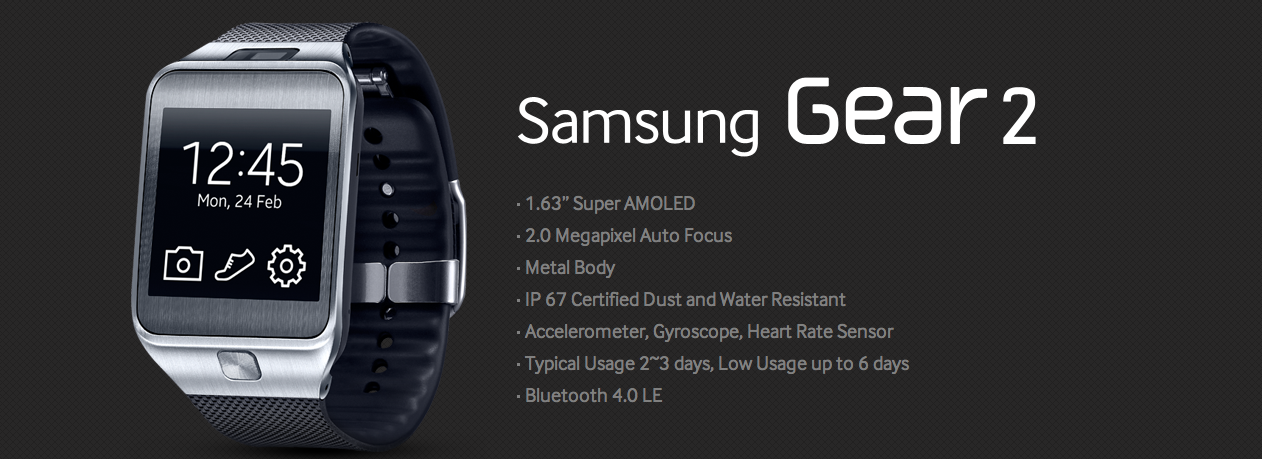 12:45
Mon, 24 Feb
Samsung Gear 2
· 1.63” Super AMOLED
· 2.0 Megapixel Auto Focus
· Metal Body
· IP 67 Certified Dust and Water Resistant
· Accelerometer, Gyroscope, Heart Rate Sensor
· Typical Usage 2~3 days, Low Usage up to 6 days
· Bluetooth 4.0 LE